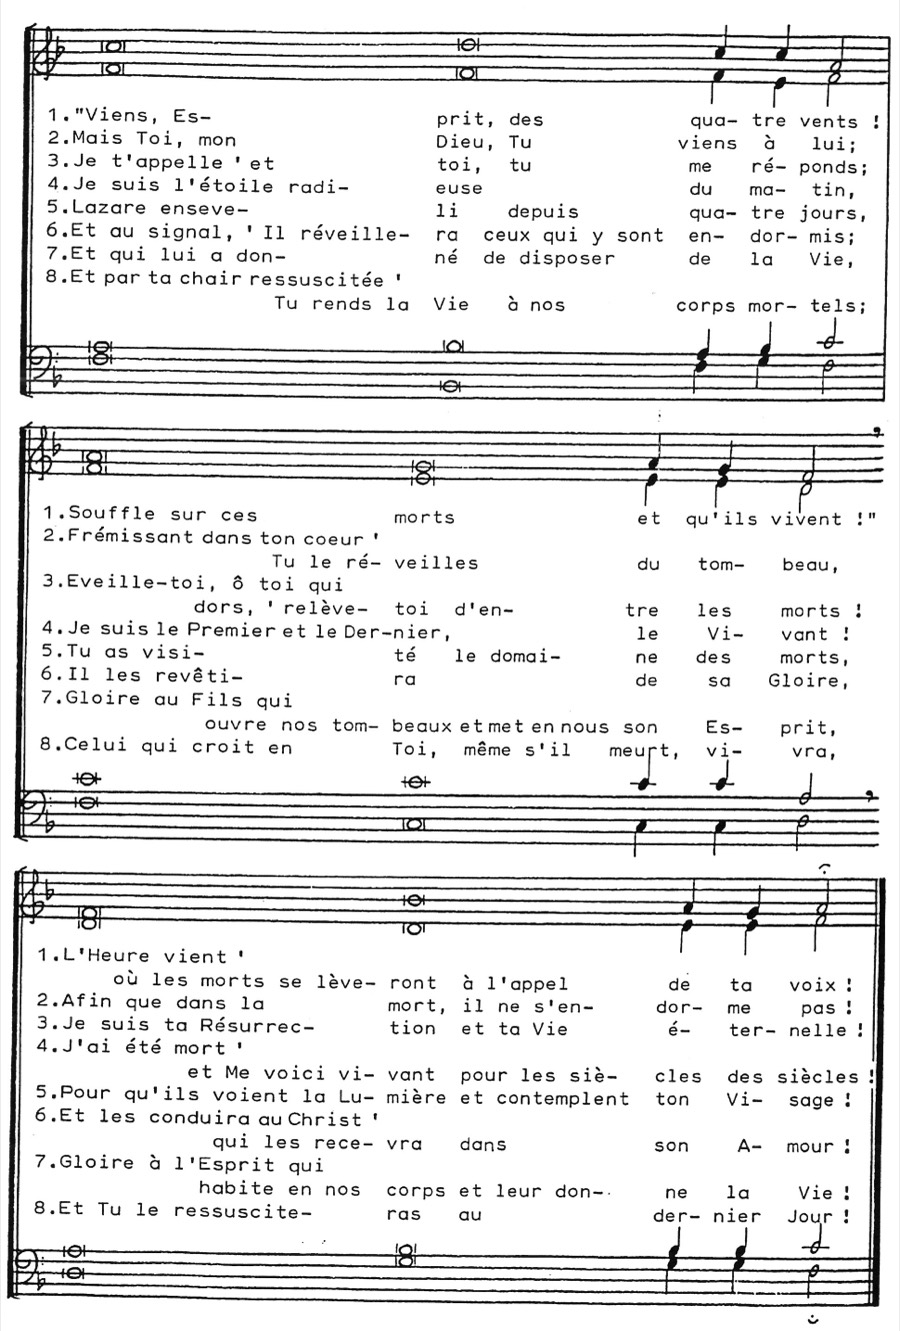 1."Viens, Es- prit, des qua- tre vents !
2.Mais Toi, mon Dieu, Tu viens à lui;
3.Je t'appelle ' et toi, tu me ré- ponds;
4.Je suis l'étoile radi- euse du ma- tin,
5.Lazare enseve- li depuis qua- tre jours,
6.Et au signal, ' Il réveille- ra ceux qui y sont en- dor- mis;
7.Et qui lui a don- né de disposer de la Vie,
8.Et par ta chair ressuscitée '
Tu rends la Vie à nos corps mor- tels;
1.Souffle sur ces morts et qu'ils vivent !"
2.Frémissant dans ton coeur '
Tu le ré- veilles du tom- beau,
3.Eveille-toi, ô toi qui
dors, ' relève- toi d'en- tre les morts !
4.Je suis le Premier et le Der-nier, le Vi- vant !
5.Tu as visi- té le domai- ne des morts,
6.Il les revêti- ra de sa Gloire,
7.Gloire au Fils qui
ouvre nos tom- beaux et met en nous son Es- prit,
8.Celui qui croit en Toi, même s'il meurt, vi- vra,
1.L'Heure vient '
où les morts se lève- ront à l'appel de ta voix !
2.Afin que dans la mort, il ne s'en- dor- me pas !
3.Je suis ta Résurrec- tion et ta Vie é- ter- nelle !
4.J'ai été mort '
et Me voici vi- vant pour les siè- cles des siècles !
5.Pour qu'ils voient la Lu- mière et contemplent ton Vi- sage !
6.Et les conduira au Christ '
qui les rece- vra dans son A- mour !
7.Gloire à l'Esprit qui
habite en nos corps et leur don- ne la Vie !
8.Et Tu le ressuscite- ras au der- nier Jour !